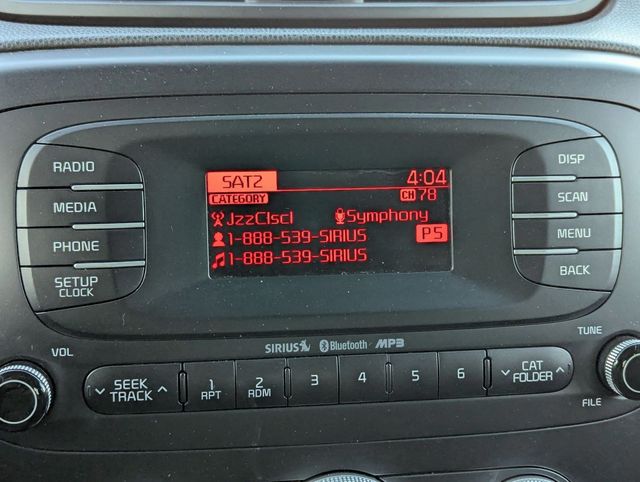 RADIO
MEDIA
PHONE
SETUP
CLOCK
SAT2 4:04
CATEGORY CH 78
JzzClscl Symphony
1-888-539-SIRIUS P5
1-888-539-SIRIUS
DISP
SCAN
MENU
BACK
SIRIUS Bluetooth MP3
VOL
TUNE
SEEK
TRACK
1
RPT
2
RDM
3
4
5
6
CAT
FOLDER
FILE